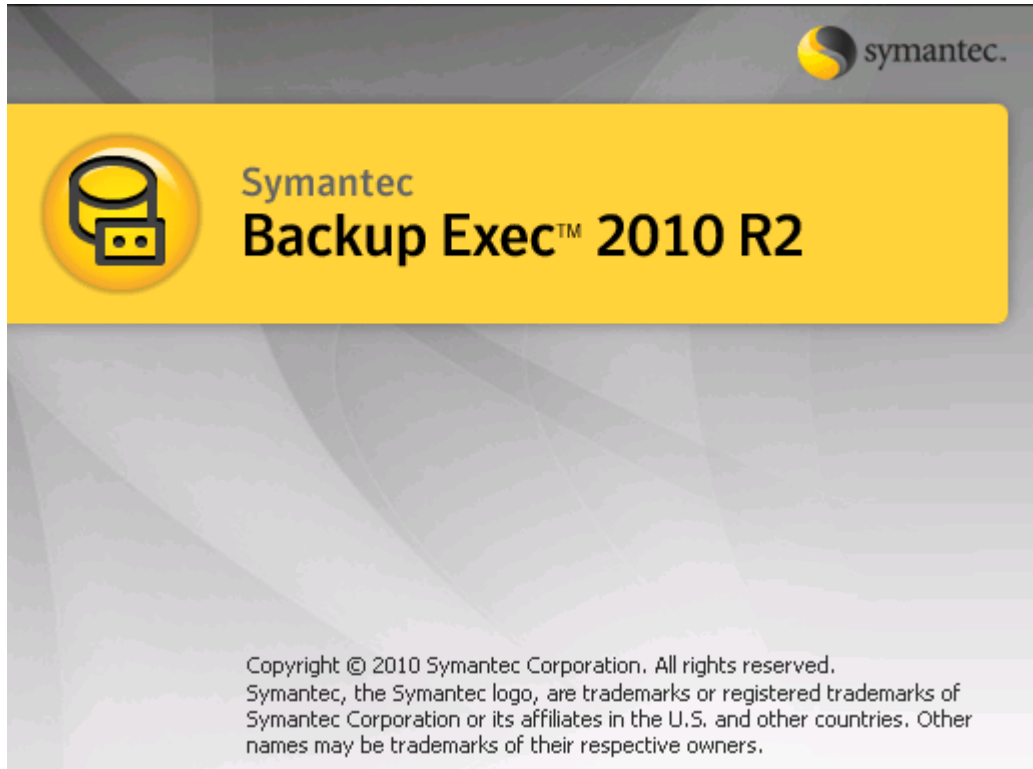 symantec.
Symantec
Backup Exec™ 2010 R2
Copyright © 2010 Symantec Corporation. All rights reserved.
Symantec, the Symantec logo, are trademarks or registered trademarks of
Symantec Corporation or its affiliates in the U.S. and other countries. Other
names may be trademarks of their respective owners.